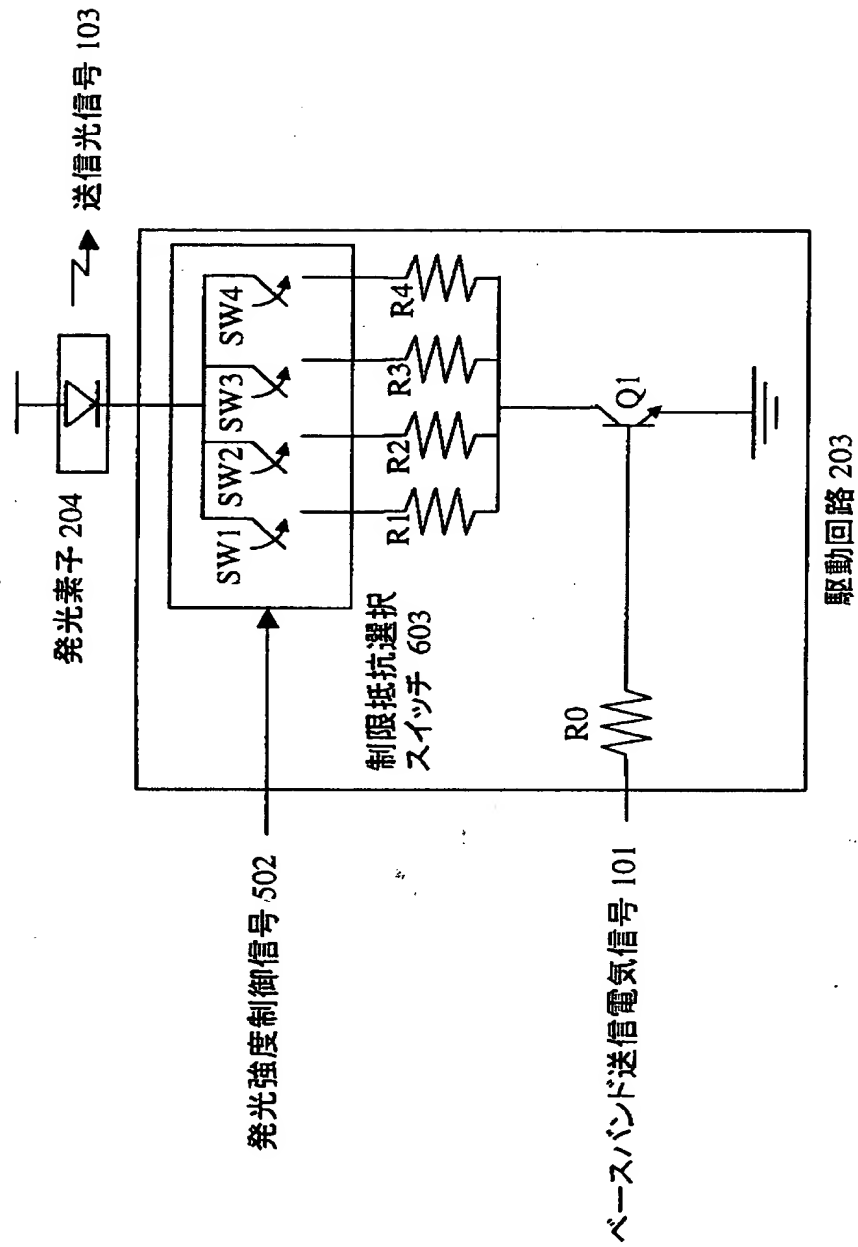 送信光信号 103
発光素子 204
SW1
SW2
SW3
SW4
発光強度制御信号 502
制限抵抗選択
スイッチ 603
R1
R2
R3
R4
Q1
R0
ベースバンド送信電気信号 101
駆動回路 203